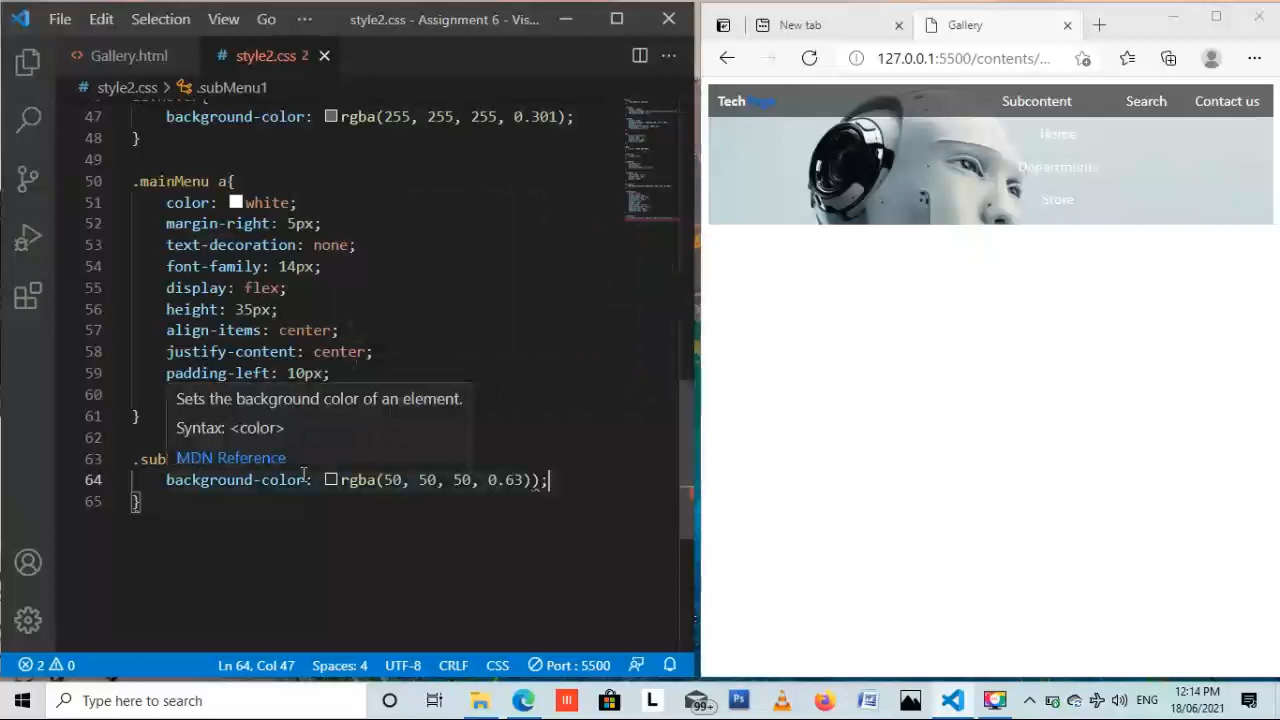 File Edit Selection View Go ··· style2.css - Assignment 6 - Vis...
Gallery.html # style2.css 2
# style2.css > .subMenu1
47 background-color: rgba(255, 255, 255, 0.301);
48 }
49
50 .mainMenu a{
51 color: white;
52 margin-right: 5px;
53 text-decoration: none;
54 font-family: 14px;
55 display: flex;
56 height: 35px;
57 align-items: center;
58 justify-content: center;
59 padding-left: 10px;
60
61 }
62
63 .sub
Sets the background color of an element.
Syntax: <color>
MDN Reference
64 background-color: rgba(50, 50, 50, 0.63));
65 }
2 0 Ln 64, Col 47 Spaces: 4 UTF-8 CRLF CSS Port : 5500
New tab Gallery
127.0.0.1:5500/contents/...
TechPage Subcontent Search Contact us
Home
Departments
Store
Type here to search L 99+ Ps ENG 12:14 PM
18/06/2021